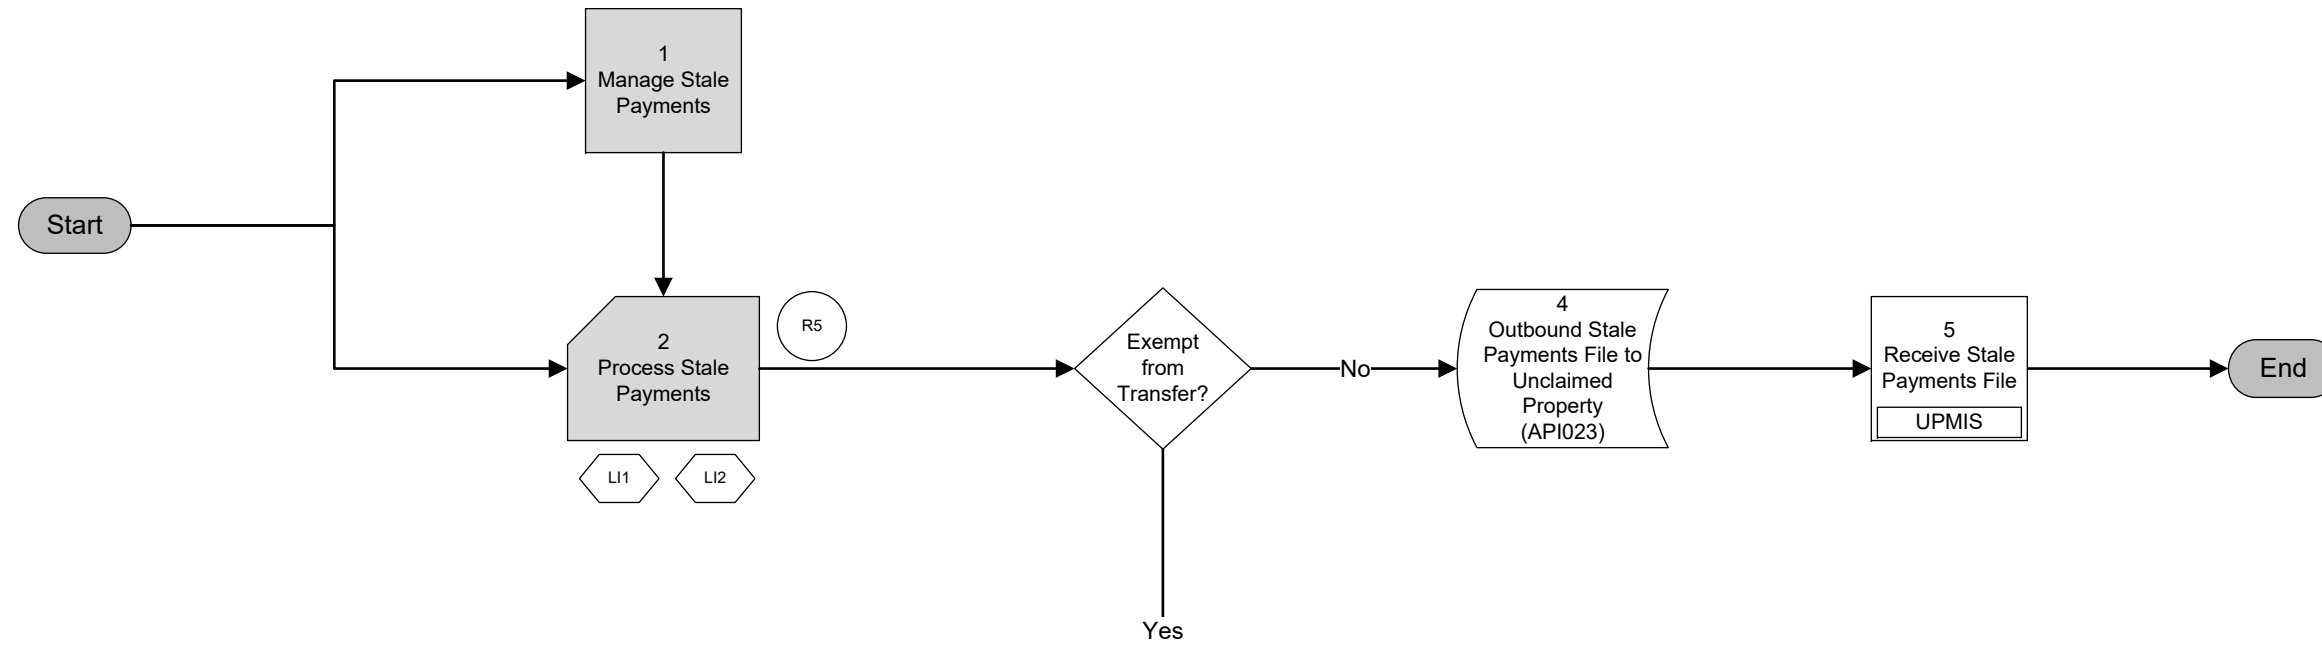 1
Manage Stale
Payments
Start
2
Process Stale
Payments
R5
LI1
LI2
Exempt
from
Transfer?
No
Yes
4
Outbound Stale
Payments File to
Unclaimed
Property
(API023)
5
Receive Stale
Payments File
UPMIS
End